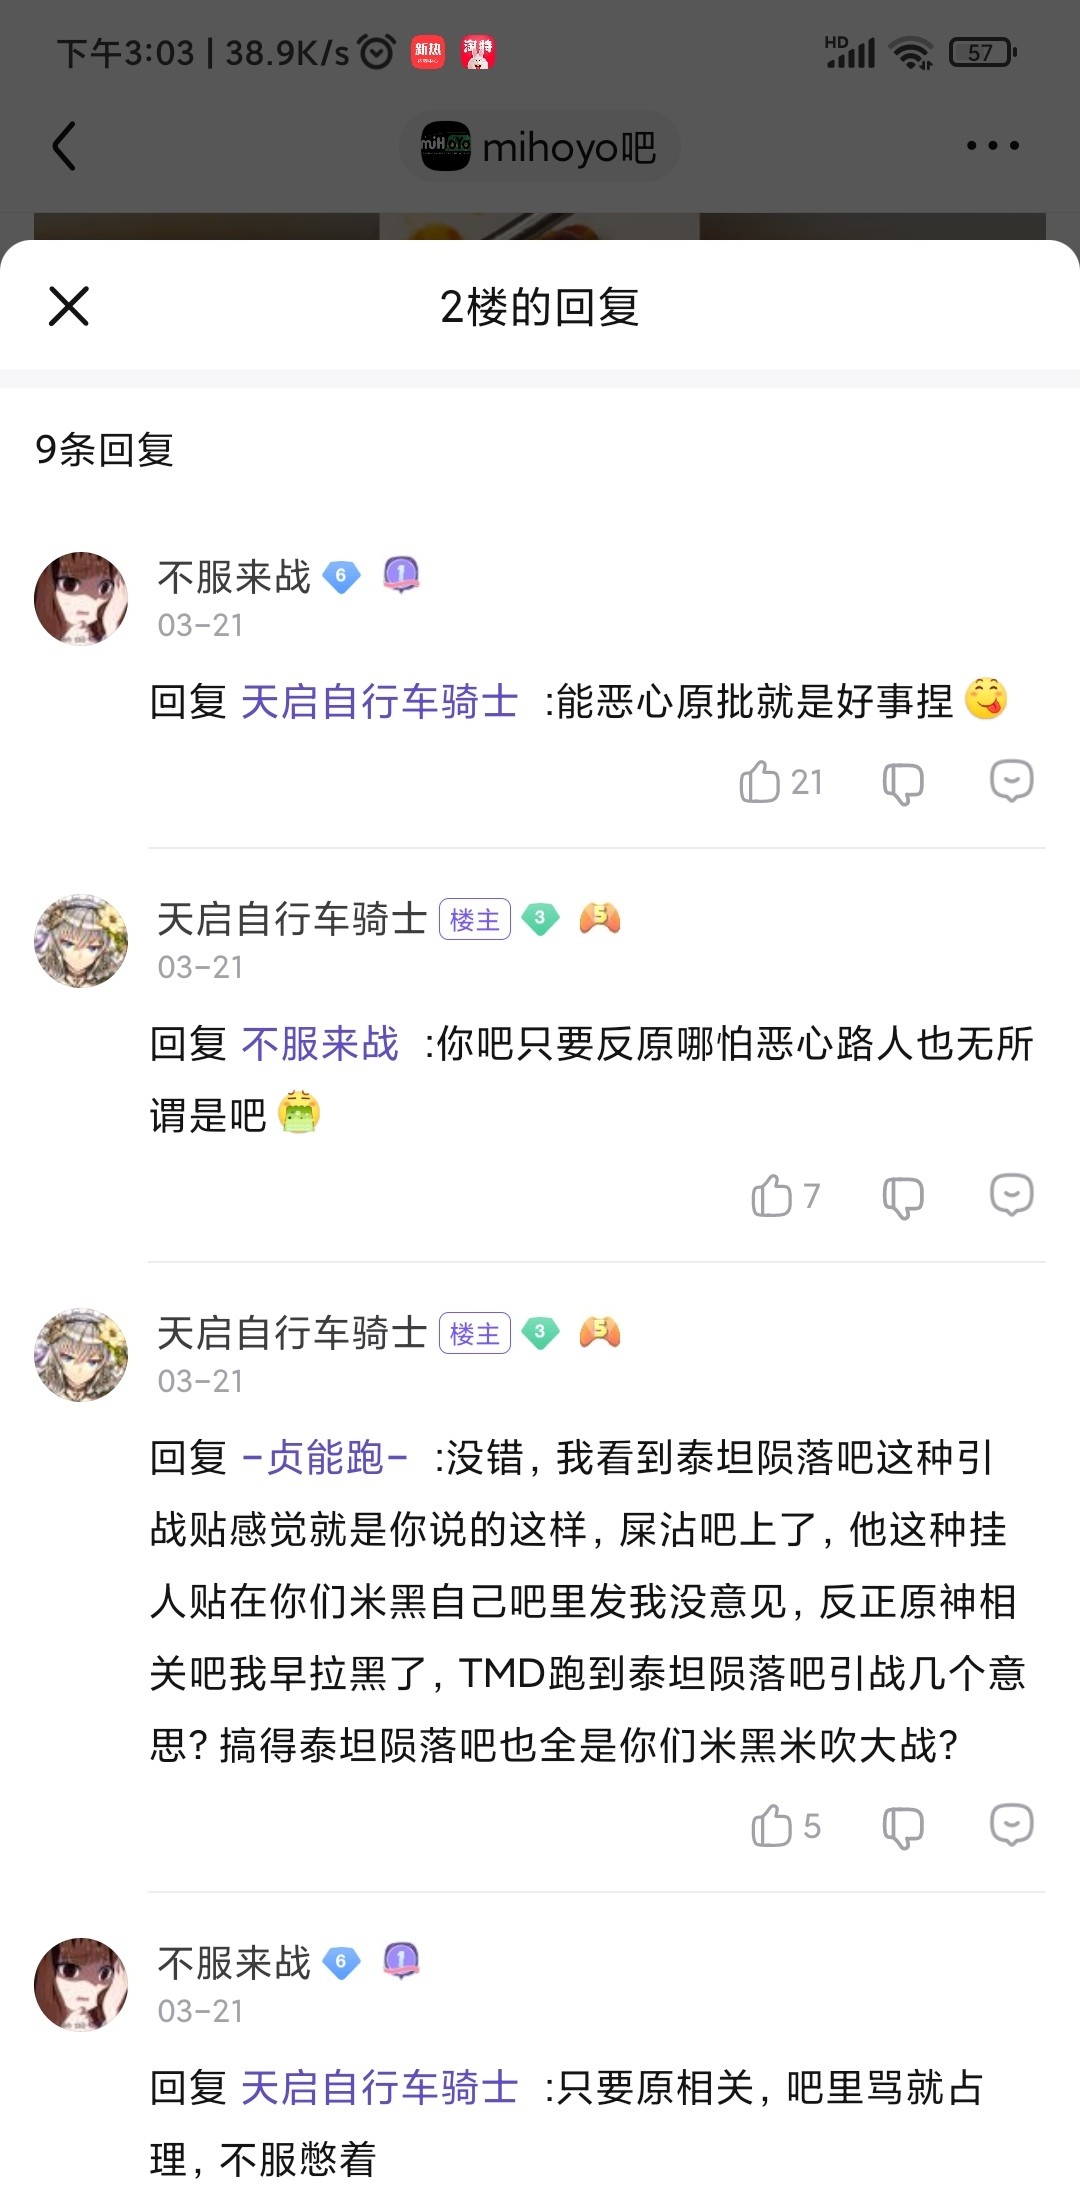 下午3:03 | 38.9K/s 新热 淘特 HD 57
miHoYo mihoyo吧
2楼的回复
9条回复
不服来战 6 1
03-21
回复 天启自行车骑士 :能恶心原批就是好事捏
21
天启自行车骑士 楼主 3 5
03-21
回复 不服来战 :你吧只要反原哪怕恶心路人也无所
谓是吧
7
天启自行车骑士 楼主 3 5
03-21
回复 -贞能跑- :没错, 我看到泰坦陨落吧这种引
战贴感觉就是你说的这样, 屎沾吧上了, 他这种挂
人贴在你们米黑自己吧里发我没意见, 反正原神相
关吧我早拉黑了, TMD跑到泰坦陨落吧引战几个意
思? 搞得泰坦陨落吧也全是你们米黑米吹大战?
5
不服来战 6 1
03-21
回复 天启自行车骑士 :只要原相关, 吧里骂就占
理, 不服憋着